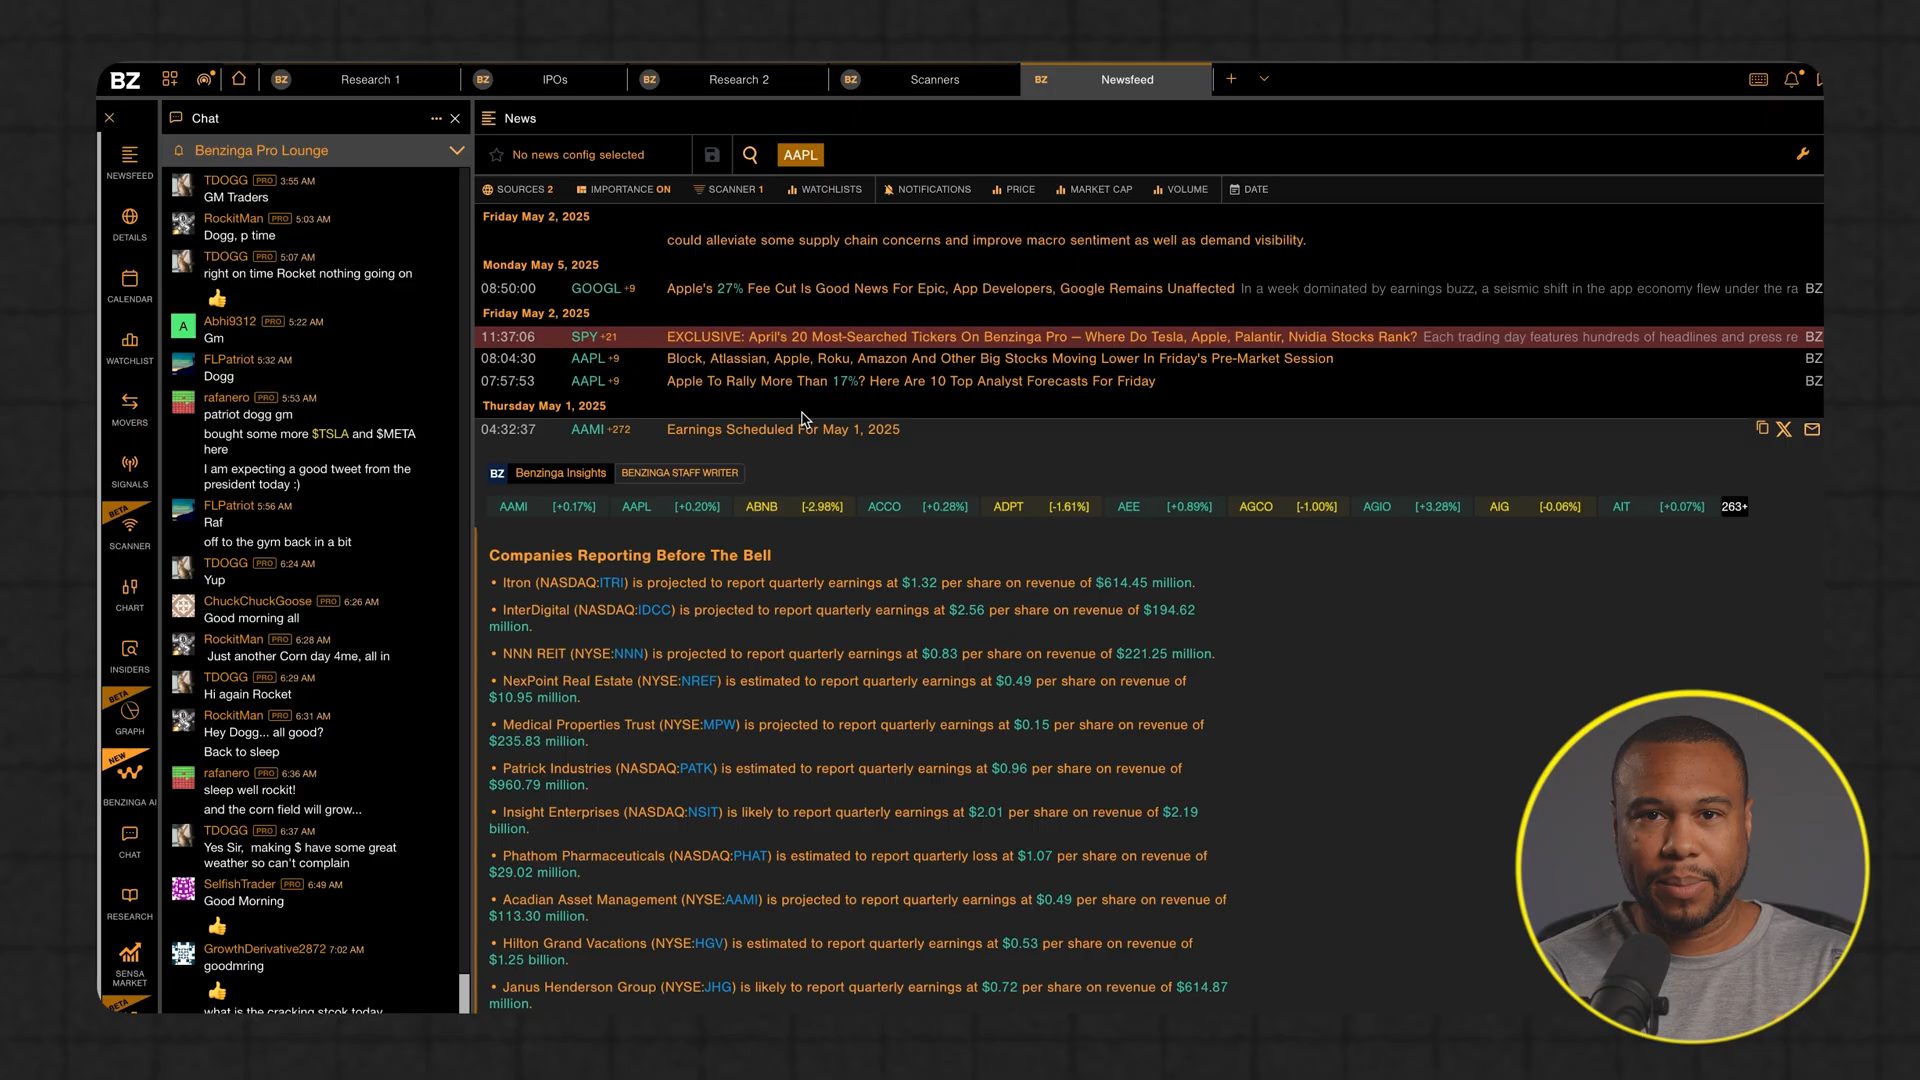 BZ
BZ Research 1
BZ IPOs
BZ Research 2
BZ Scanners
BZ Newsfeed
NEWSFEED
DETAILS
CALENDAR
WATCHLIST
MOVERS
SIGNALS
BETA
SCANNER
CHART
INSIDERS
BETA
GRAPH
NEW
BENZINGA AI
CHAT
RESEARCH
SENSA
MARKET
BETA
Chat
Benzinga Pro Lounge
TDOGG PRO 3:55 AM
GM Traders
RockitMan PRO 5:03 AM
Dogg, p time
TDOGG PRO 5:07 AM
right on time Rocket nothing going on
👍
A
Abhi9312 PRO 5:22 AM
Gm
FLPatriot 5:32 AM
Dogg
rafanero PRO 5:53 AM
patriot dogg gm
bought some more $TSLA and $META
here
I am expecting a good tweet from the
president today :)
FLPatriot 5:56 AM
Raf
off to the gym back in a bit
TDOGG PRO 6:24 AM
Yup
ChuckChuckGoose PRO 6:26 AM
Good morning all
RockitMan PRO 6:28 AM
Just another Corn day 4me, all in
TDOGG PRO 6:29 AM
Hi again Rocket
RockitMan PRO 6:31 AM
Hey Dogg... all good?
Back to sleep
rafanero PRO 6:36 AM
sleep well rockit!
and the corn field will grow...
TDOGG PRO 6:37 AM
Yes Sir, making $ have some great
weather so can't complain
SelfishTrader PRO 6:49 AM
Good Morning
👍
GrowthDerivative2872 7:02 AM
goodmring
👍
what is the cracking stcok today
News
No news config selected
AAPL
SOURCES 2 IMPORTANCE ON SCANNER 1 WATCHLISTS NOTIFICATIONS PRICE MARKET CAP VOLUME DATE
Friday May 2, 2025
could alleviate some supply chain concerns and improve macro sentiment as well as demand visibility.
Monday May 5, 2025
08:50:00 GOOGL +9 Apple's 27% Fee Cut Is Good News For Epic, App Developers, Google Remains Unaffected In a week dominated by earnings buzz, a seismic shift in the app economy flew under the ra BZ
Friday May 2, 2025
11:37:06 SPY +21 EXCLUSIVE: April's 20 Most-Searched Tickers On Benzinga Pro — Where Do Tesla, Apple, Palantir, Nvidia Stocks Rank? Each trading day features hundreds of headlines and press re BZ
08:04:30 AAPL +9 Block, Atlassian, Apple, Roku, Amazon And Other Big Stocks Moving Lower In Friday's Pre-Market Session BZ
07:57:53 AAPL +9 Apple To Rally More Than 17%? Here Are 10 Top Analyst Forecasts For Friday BZ
Thursday May 1, 2025
04:32:37 AAMI +272 Earnings Scheduled For May 1, 2025
BZ Benzinga Insights BENZINGA STAFF WRITER
AAMI [+0.17%] AAPL [+0.20%] ABNB [-2.98%] ACCO [+0.28%] ADPT [-1.61%] AEE [+0.89%] AGCO [-1.00%] AGIO [+3.28%] AIG [-0.06%] AIT [+0.07%] 263+
Companies Reporting Before The Bell
• Itron (NASDAQ:ITRI) is projected to report quarterly earnings at $1.32 per share on revenue of $614.45 million.
• InterDigital (NASDAQ:IDCC) is projected to report quarterly earnings at $2.56 per share on revenue of $194.62
million.
• NNN REIT (NYSE:NNN) is projected to report quarterly earnings at $0.83 per share on revenue of $221.25 million.
• NexPoint Real Estate (NYSE:NREF) is estimated to report quarterly earnings at $0.49 per share on revenue of
$10.95 million.
• Medical Properties Trust (NYSE:MPW) is projected to report quarterly earnings at $0.15 per share on revenue of
$235.83 million.
• Patrick Industries (NASDAQ:PATK) is estimated to report quarterly earnings at $0.96 per share on revenue of
$960.79 million.
• Insight Enterprises (NASDAQ:NSIT) is likely to report quarterly earnings at $2.01 per share on revenue of $2.19
billion.
• Phathom Pharmaceuticals (NASDAQ:PHAT) is estimated to report quarterly loss at $1.07 per share on revenue of
$29.02 million.
• Acadian Asset Management (NYSE:AAMI) is projected to report quarterly earnings at $0.49 per share on revenue of
$113.30 million.
• Hilton Grand Vacations (NYSE:HGV) is estimated to report quarterly earnings at $0.53 per share on revenue of
$1.25 billion.
• Janus Henderson Group (NYSE:JHG) is likely to report quarterly earnings at $0.72 per share on revenue of $614.87
million.